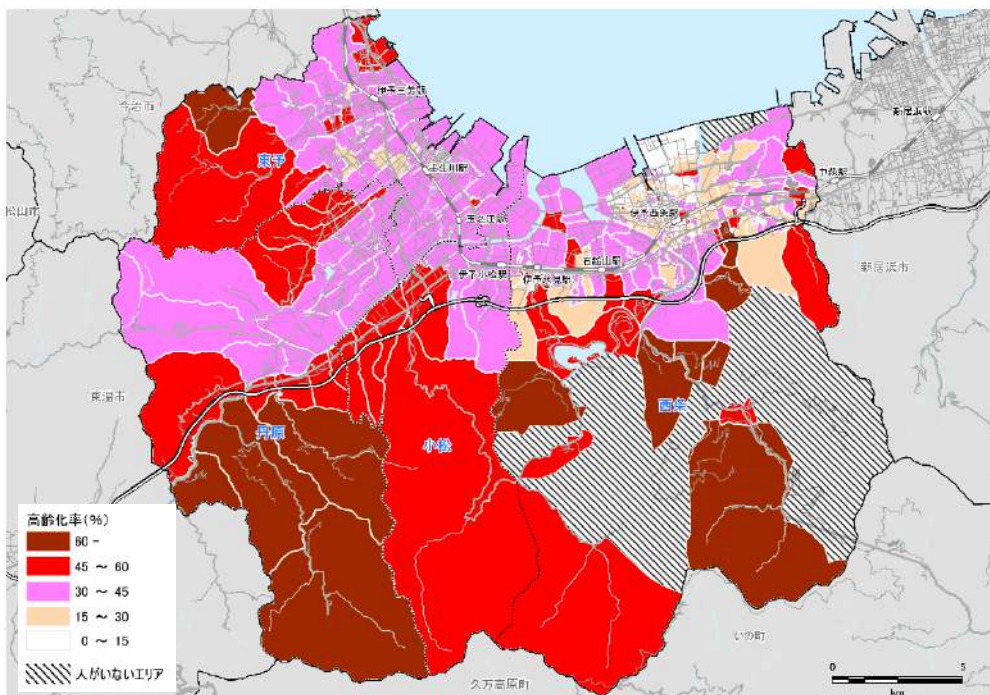 今治市
伊予三芳駅
新居浜駅
東予
壬生川駅
中萩駅
松山市
玉之江駅
伊予西条駅
石鎚山駅
伊予小松駅
伊予氷見駅
新居浜市
東温市
西条
丹原
小松
高齢化率(%)
60 -
45 ～ 60
30 ～ 45
15 ～ 30
0 ～ 15
人がいないエリア
いの町
久万高原町
0
5
km